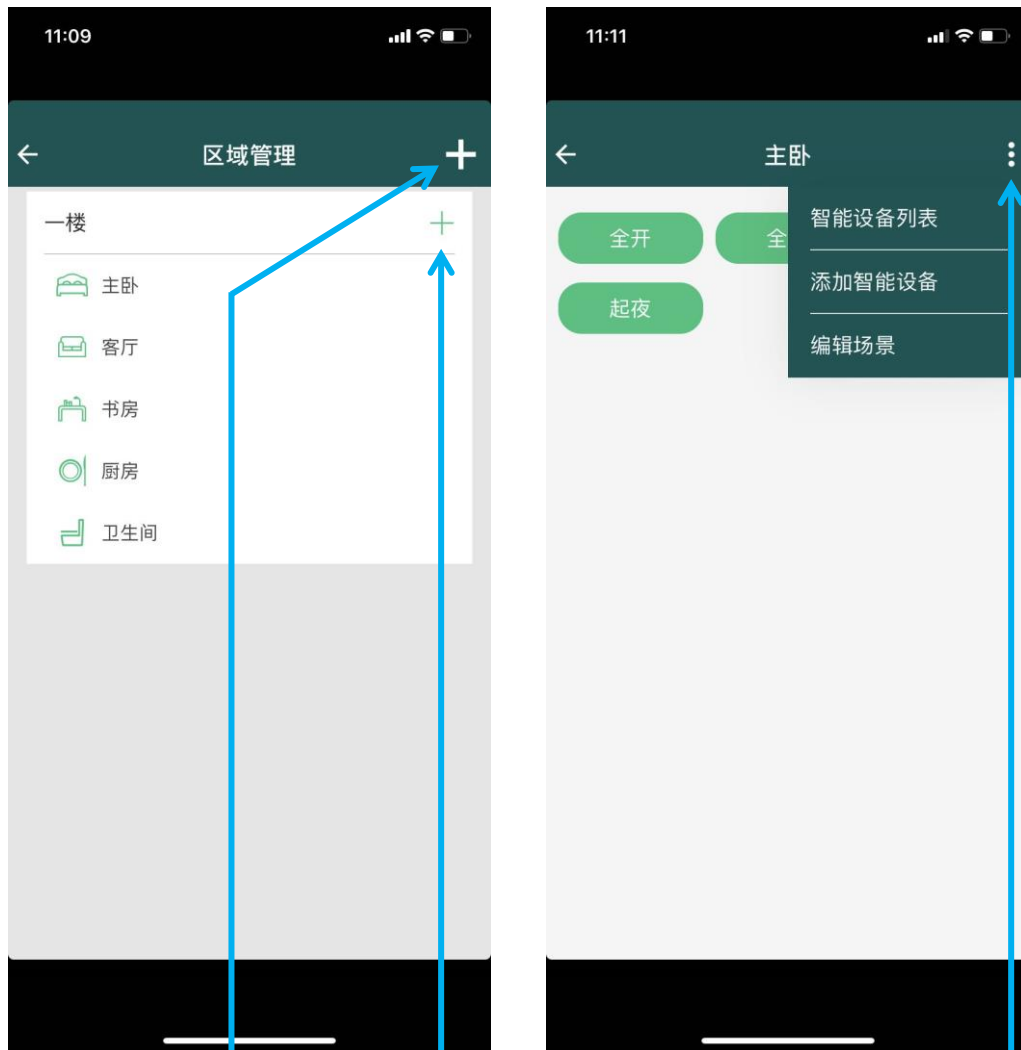 11:09
区域管理
一楼
主卧
客厅
书房
厨房
卫生间
11:11
主卧
全开
全
起夜
智能设备列表
添加智能设备
编辑场景